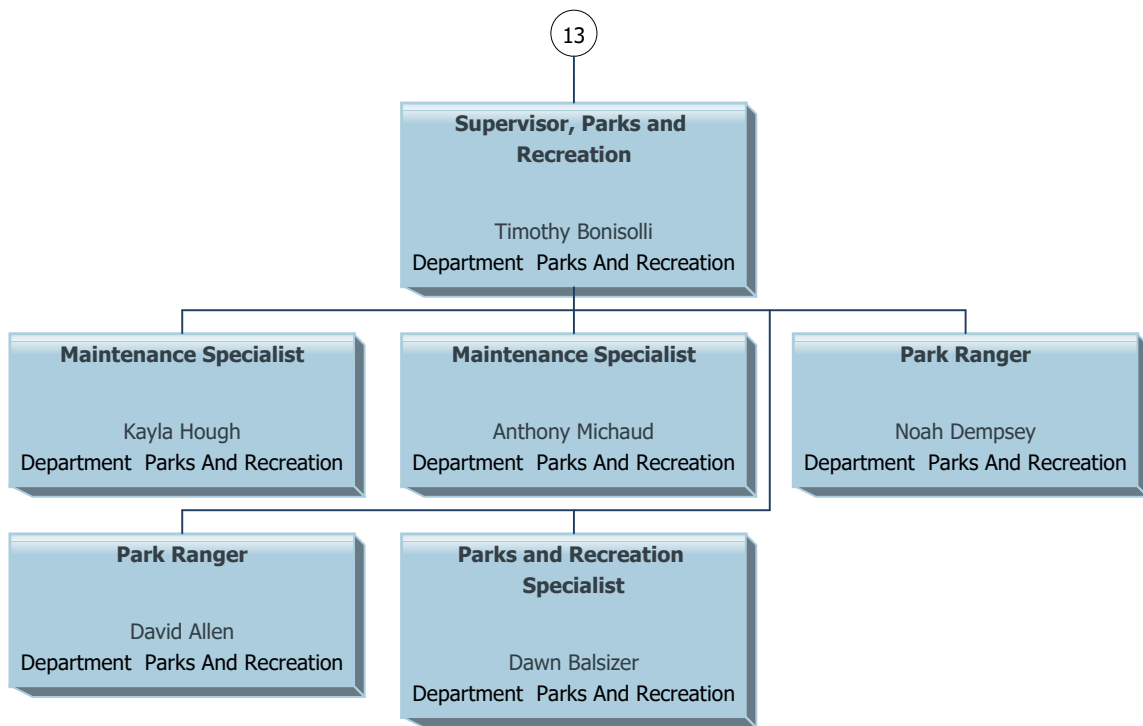 13
Supervisor, Parks and
Recreation
Timothy Bonisolli
Department  Parks And Recreation
Maintenance Specialist
Kayla Hough
Department  Parks And Recreation
Maintenance Specialist
Anthony Michaud
Department  Parks And Recreation
Park Ranger
Noah Dempsey
Department  Parks And Recreation
Park Ranger
David Allen
Department  Parks And Recreation
Parks and Recreation
Specialist
Dawn Balsizer
Department  Parks And Recreation